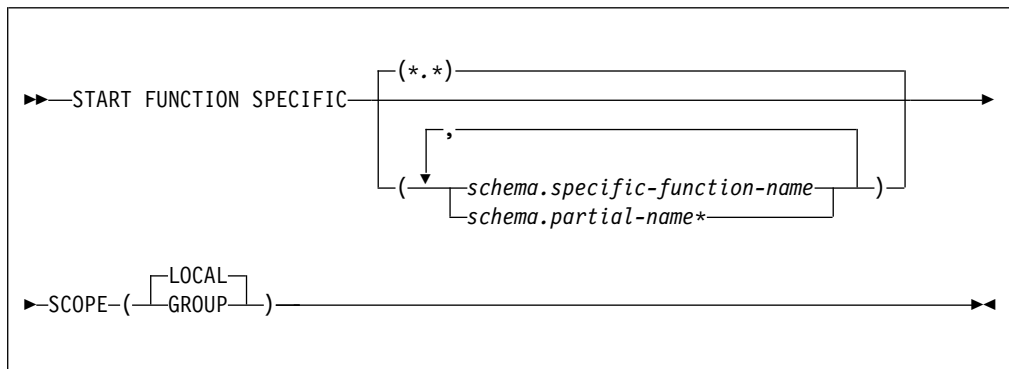 (*.*)
START FUNCTION SPECIFIC
,
( schema.specific-function-name )
schema.partial-name*
LOCAL
SCOPE ( GROUP )